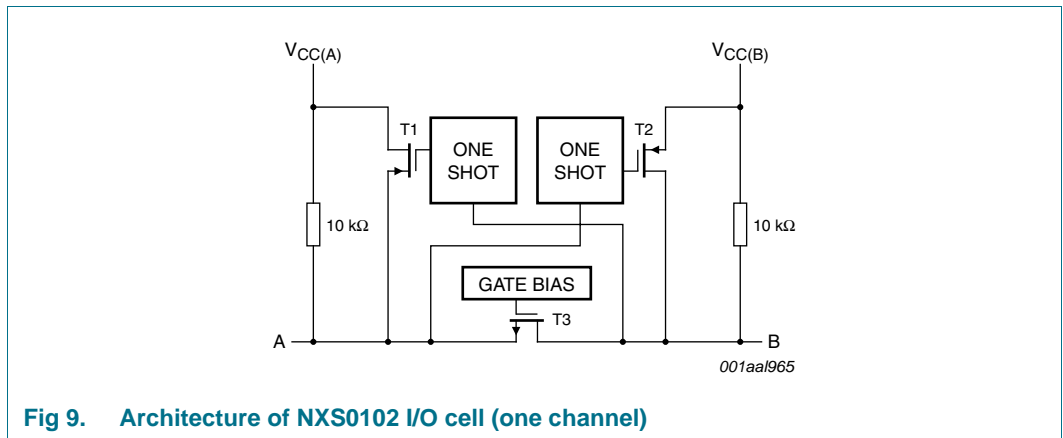 VCC(A)
VCC(B)
T1
ONE
SHOT
ONE
SHOT
T2
10 kΩ
10 kΩ
GATE BIAS
T3
A
B
001aal965
Fig 9. Architecture of NXS0102 I/O cell (one channel)